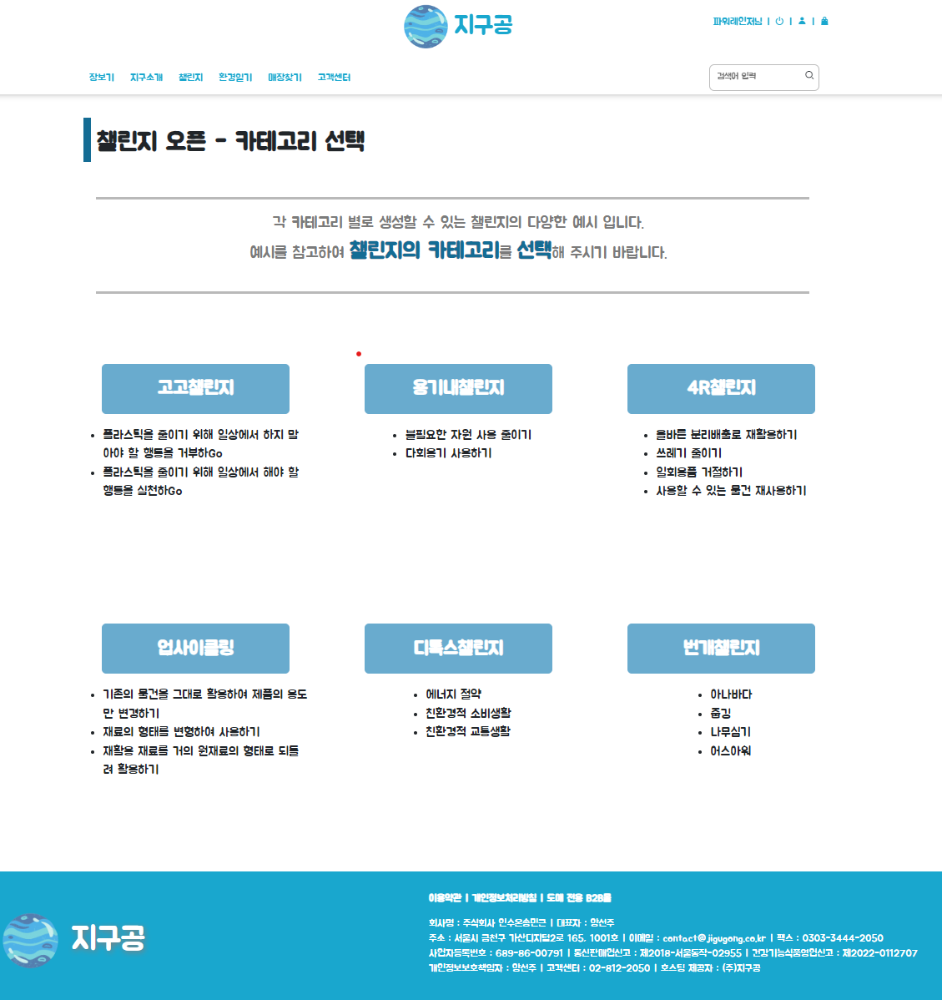 지구공
파워레인저님 | | |
장보기 지구소개 챌린지 환경일기 매장찾기 고객센터
검색어 입력
챌린지 오픈 - 카테고리 선택
각 카테고리 별로 생성할 수 있는 챌린지의 다양한 예시 입니다.
예시를 참고하여 챌린지의 카테고리를 선택해 주시기 바랍니다.
고고챌린지
플라스틱을 줄이기 위해 일상에서 하지 말
아야 할 행동을 거부하Go
플라스틱을 줄이기 위해 일상에서 해야 할
행동을 실천하Go
용기내챌린지
불필요한 자원 사용 줄이기
다회용기 사용하기
4R챌린지
올바른 분리배출로 재활용하기
쓰레기 줄이기
일회용품 거절하기
사용할 수 있는 물건 재사용하기
업사이클링
기존의 물건을 그대로 활용하여 제품의 용도
만 변경하기
재료의 형태를 변형하여 사용하기
재활용 재료를 거의 원재료의 형태로 되돌
려 활용하기
디톡스챌린지
에너지 절약
친환경적 소비생활
친환경적 교통생활
번개챌린지
아나바다
줍깅
나무심기
어스아워
지구공
이용약관 | 개인정보처리방침 | 도매 전용 B2B몰
회사명 : 주식회사 인수온송민근 | 대표자 : 임선주
주소 : 서울시 금천구 가산디지털2로 165. 1001호 | 이메일 : contact@jigugong.co.kr | 팩스 : 0303-3444-2050
사업자등록번호 : 689-86-00791 | 통신판매업신고 : 제2018-서울동작-02955 | 건강기능식품영업신고 : 제2022-0112707
개인정보보호책임자 : 임선주 | 고객센터 : 02-812-2050 | 호스팅 제공자 : (주)지구공